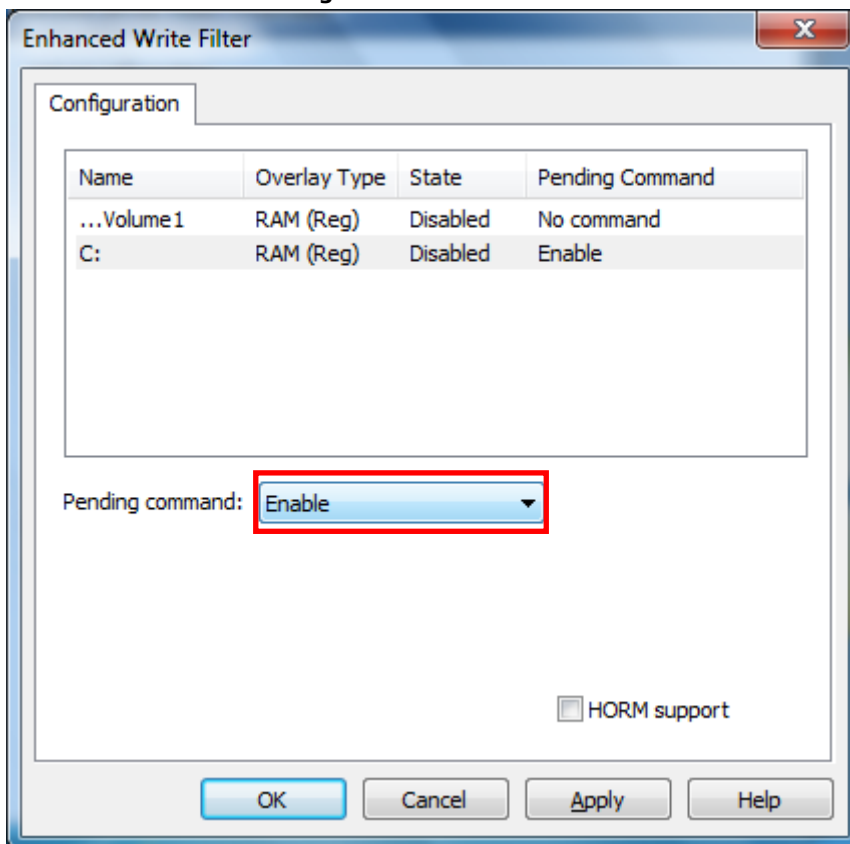 Enhanced Write Filter
Configuration
Name Overlay Type State Pending Command
...Volume1 RAM (Reg) Disabled No command
C: RAM (Reg) Disabled Enable
Pending command: Enable
HORM support
OK Cancel Apply Help